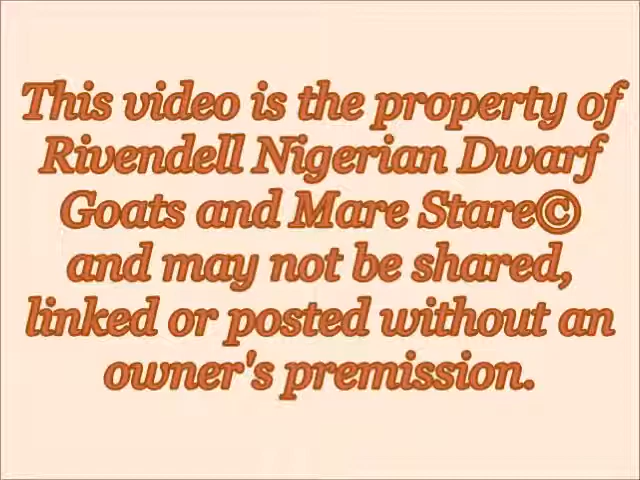 This video is the property of
Rivendell Nigerian Dwarf
Goats and Mare Stare©
and may not be shared,
linked or posted without an
owner's premission.